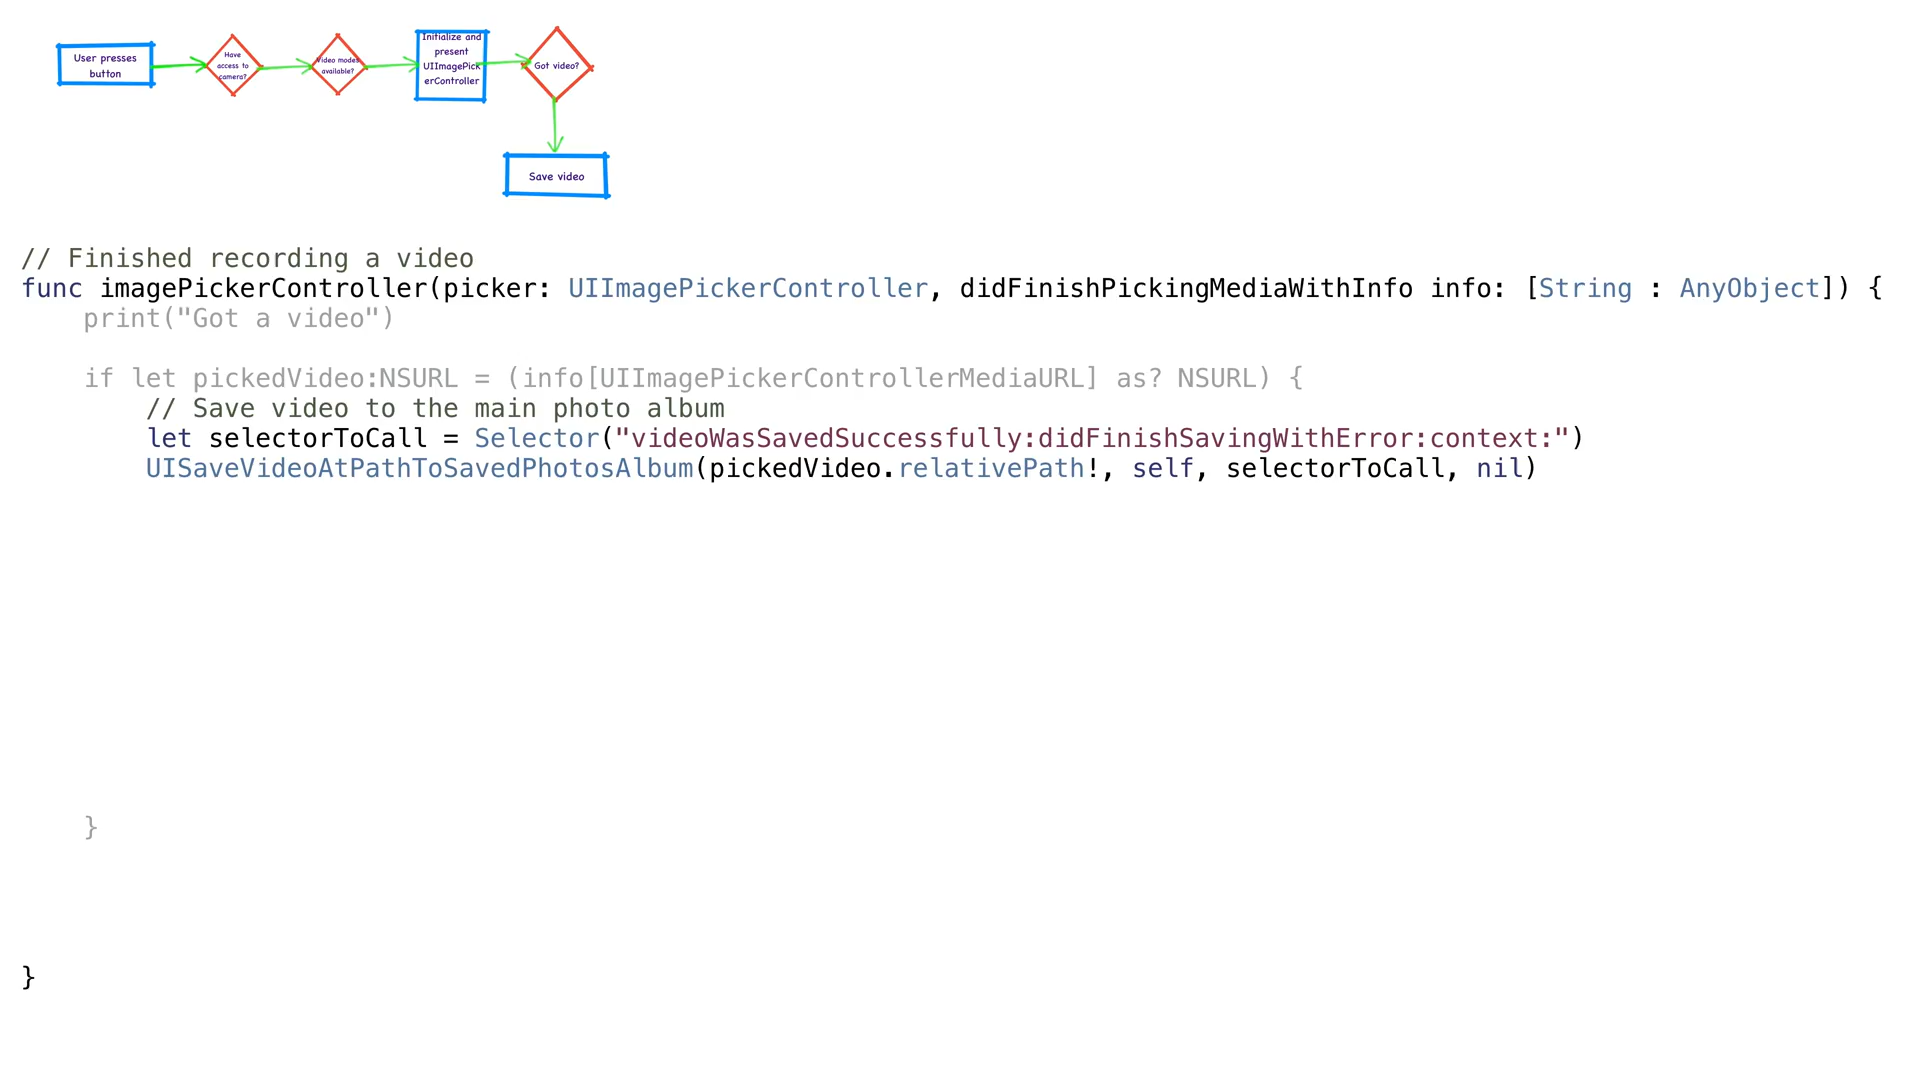 User presses
button
Have
access to
camera?
Video modes
available?
Initialize and
present
UIImagePick
erController
Got video?
Save video
// Finished recording a video
func imagePickerController(picker: UIImagePickerController, didFinishPickingMediaWithInfo info: [String : AnyObject]) {
    print("Got a video")
    if let pickedVideo:NSURL = (info[UIImagePickerControllerMediaURL] as? NSURL) {
        // Save video to the main photo album
        let selectorToCall = Selector("videoWasSavedSuccessfully:didFinishSavingWithError:context:")
        UISaveVideoAtPathToSavedPhotosAlbum(pickedVideo.relativePath!, self, selectorToCall, nil)
    }
}